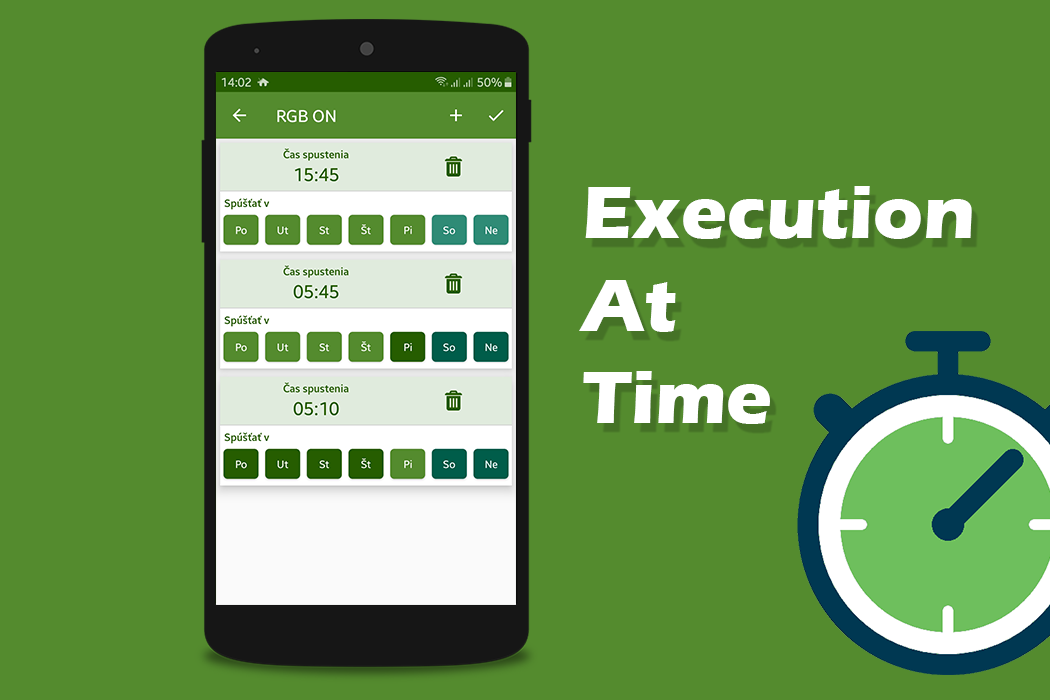 14:02 50%
RGB ON
Čas spustenia
15:45
Spúšťať v
Po Ut St Št Pi So Ne
Čas spustenia
05:45
Spúšťať v
Po Ut St Št Pi So Ne
Čas spustenia
05:10
Spúšťať v
Po Ut St Št Pi So Ne
Execution
At
Time